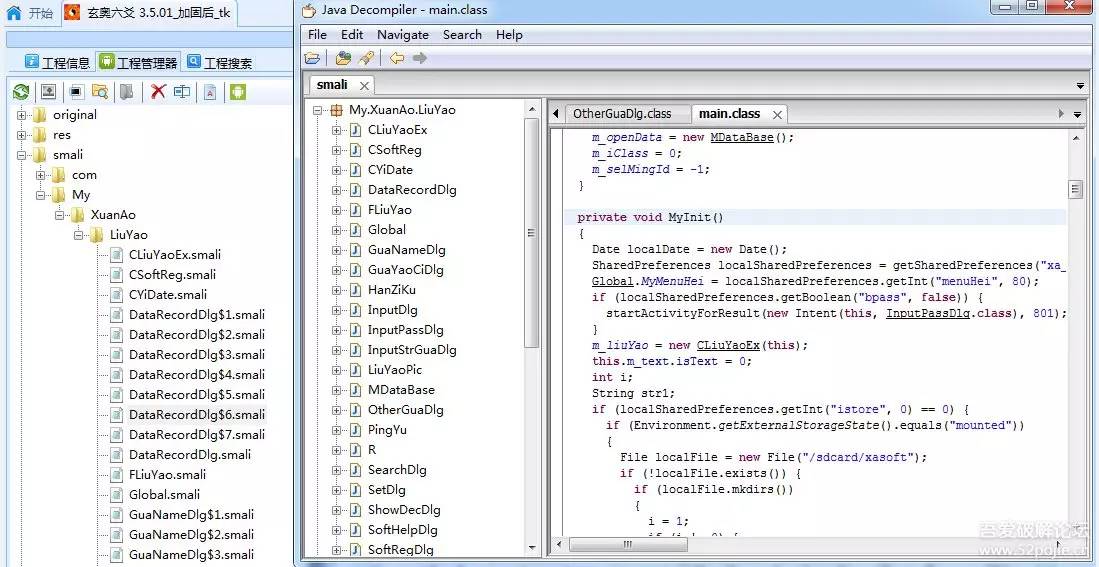 开始
玄奥六爻 3.5.01_加固后_tk
工程信息
工程管理器
工程搜索
original
res
smali
com
My
XuanAo
LiuYao
CLiuYaoEx.smali
CSoftReg.smali
CYiDate.smali
DataRecordDlg$1.smali
DataRecordDlg$2.smali
DataRecordDlg$3.smali
DataRecordDlg$4.smali
DataRecordDlg$5.smali
DataRecordDlg$6.smali
DataRecordDlg$7.smali
DataRecordDlg.smali
FLiuYao.smali
Global.smali
GuaNameDlg$1.smali
GuaNameDlg$2.smali
GuaNameDlg$3.smali
Java Decompiler - main.class
File Edit Navigate Search Help
smali
My.XuanAo.LiuYao
CLiuYaoEx
CSoftReg
CYiDate
DataRecordDlg
FLiuYao
Global
GuaNameDlg
GuaYaoCiDlg
HanZiKu
InputDlg
InputPassDlg
InputStrGuaDlg
LiuYaoPic
MDataBase
OtherGuaDlg
PingYu
R
SearchDlg
SetDlg
ShowDecDlg
SoftHelpDlg
SoftRegDlg
OtherGuaDlg.class
main.class
m_openData = new MDataBase();
m_iClass = 0;
m_selMingId = -1;
}
private void MyInit()
{
Date localDate = new Date();
SharedPreferences localSharedPreferences = getSharedPreferences("xa_
Global.MyMenuHei = localSharedPreferences.getInt("menuHei", 80);
if (localSharedPreferences.getBoolean("bpass", false)) {
startActivityForResult(new Intent(this, InputPassDlg.class), 801);
}
m_liuYao = new CLiuYaoEx(this);
this.m_text.isText = 0;
int i;
String str1;
if (localSharedPreferences.getInt("istore", 0) == 0) {
if (Environment.getExternalStorageState().equals("mounted"))
{
File localFile = new File("/sdcard/xasoft");
if (!localFile.exists()) {
if (localFile.mkdirs())
{
i = 1;
吾爱破解论坛
www.52pojie.cn